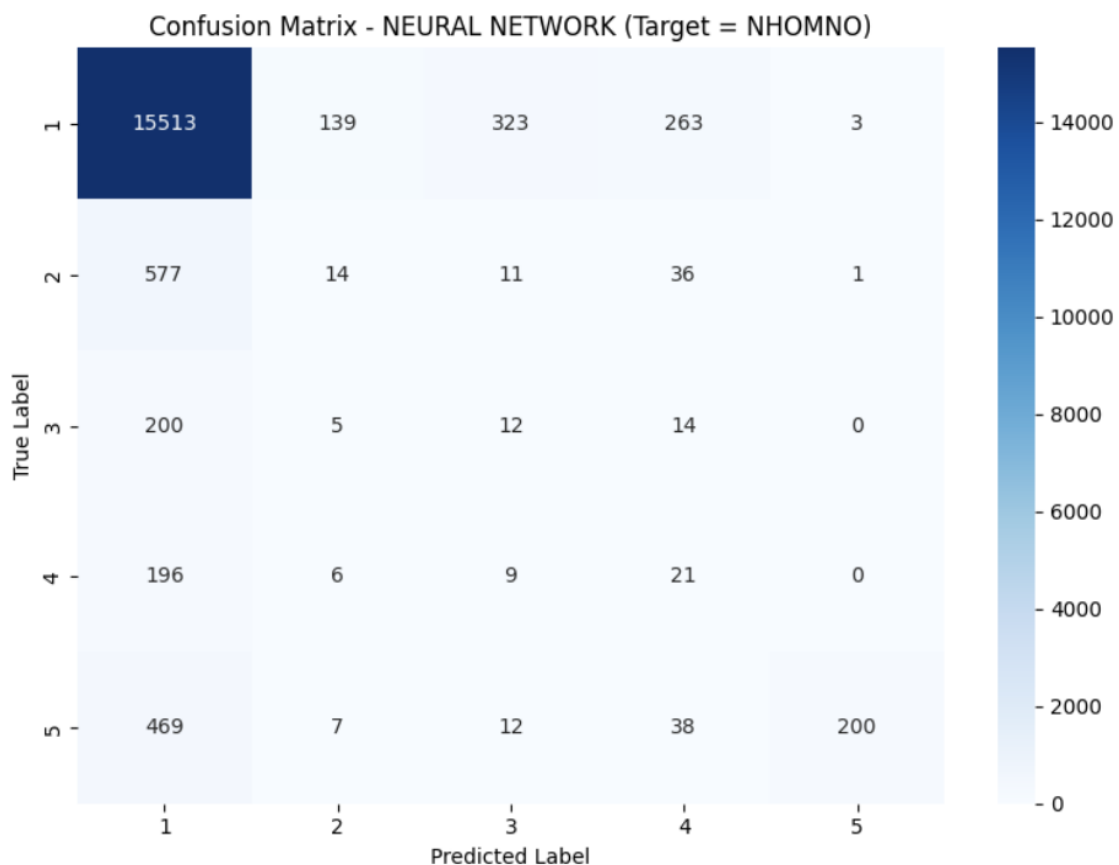 Confusion Matrix - NEURAL NETWORK (Target = NHOMNO)
1 15513 139 323 263 3
2 577 14 11 36 1
3 200 5 12 14 0
4 196 6 9 21 0
5 469 7 12 38 200
1 2 3 4 5
True Label
Predicted Label
14000
12000
10000
8000
6000
4000
2000
0